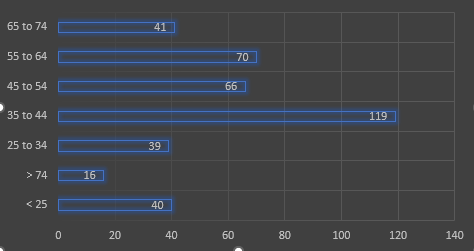 65 to 74 41
55 to 64 70
45 to 54 66
35 to 44 119
25 to 34 39
> 74 16
< 25 40
0 20 40 60 80 100 120 140